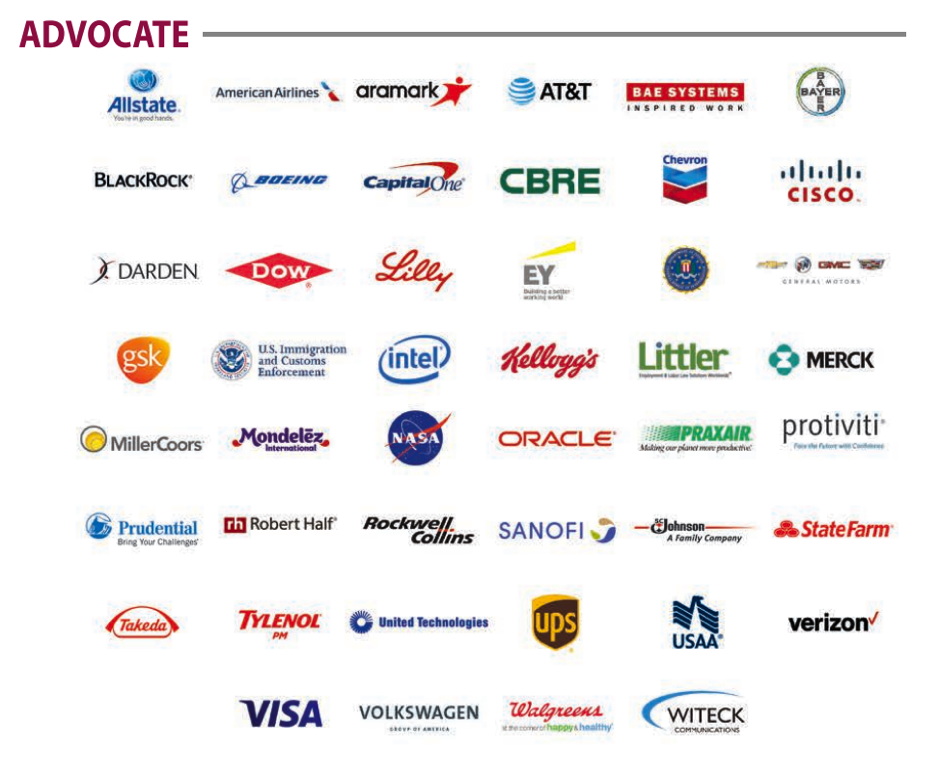 ADVOCATE
Allstate.
You're in good hands.
American Airlines
aramark
AT&T
BAE SYSTEMS
INSPIRED WORK
BAYER
BAYER
BLACKROCK®
BOEING
Capital One®
CBRE
Chevron
CISCO
DARDEN
DOW
®
Lilly
EY
Building a better
working world
GMC
GENERAL MOTORS
gsk
U.S. Immigration
and Customs
Enforcement
intel
Kellogg's
Littler
Employment & Labor Law Solutions Worldwide
MERCK
MillerCoors
Mondelēz
International
NASA
ORACLE®
PRAXAIR
Making our planet more productive
protiviti®
Face the Future with Confidence
Prudential
Bring Your Challenges®
rh Robert Half®
Rockwell
Collins
SANOFI
SC Johnson
A Family Company
State Farm®
Takeda
TYLENOL
PM
United Technologies
ups
USAA®
verizon✓
VISA
VOLKSWAGEN
GROUP OF AMERICA
Walgreens
at the corner of happy & healthy®
WITECK
COMMUNICATIONS